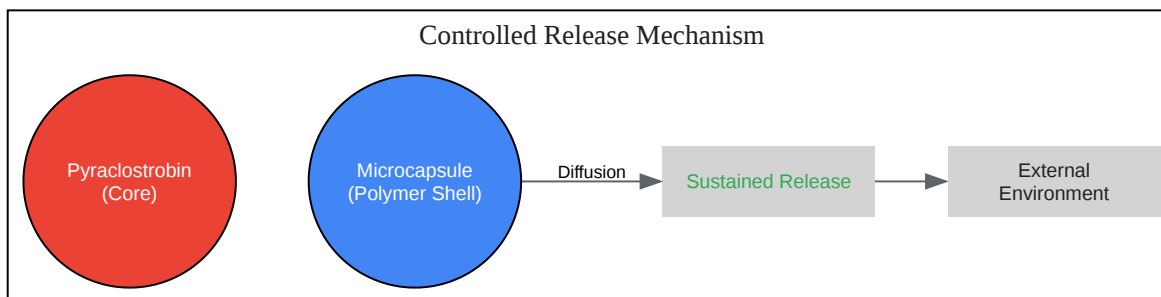 Controlled Release Mechanism
Pyraclostrobin
(Core)
Microcapsule
(Polymer Shell)
Diffusion
Sustained Release
External
Environment